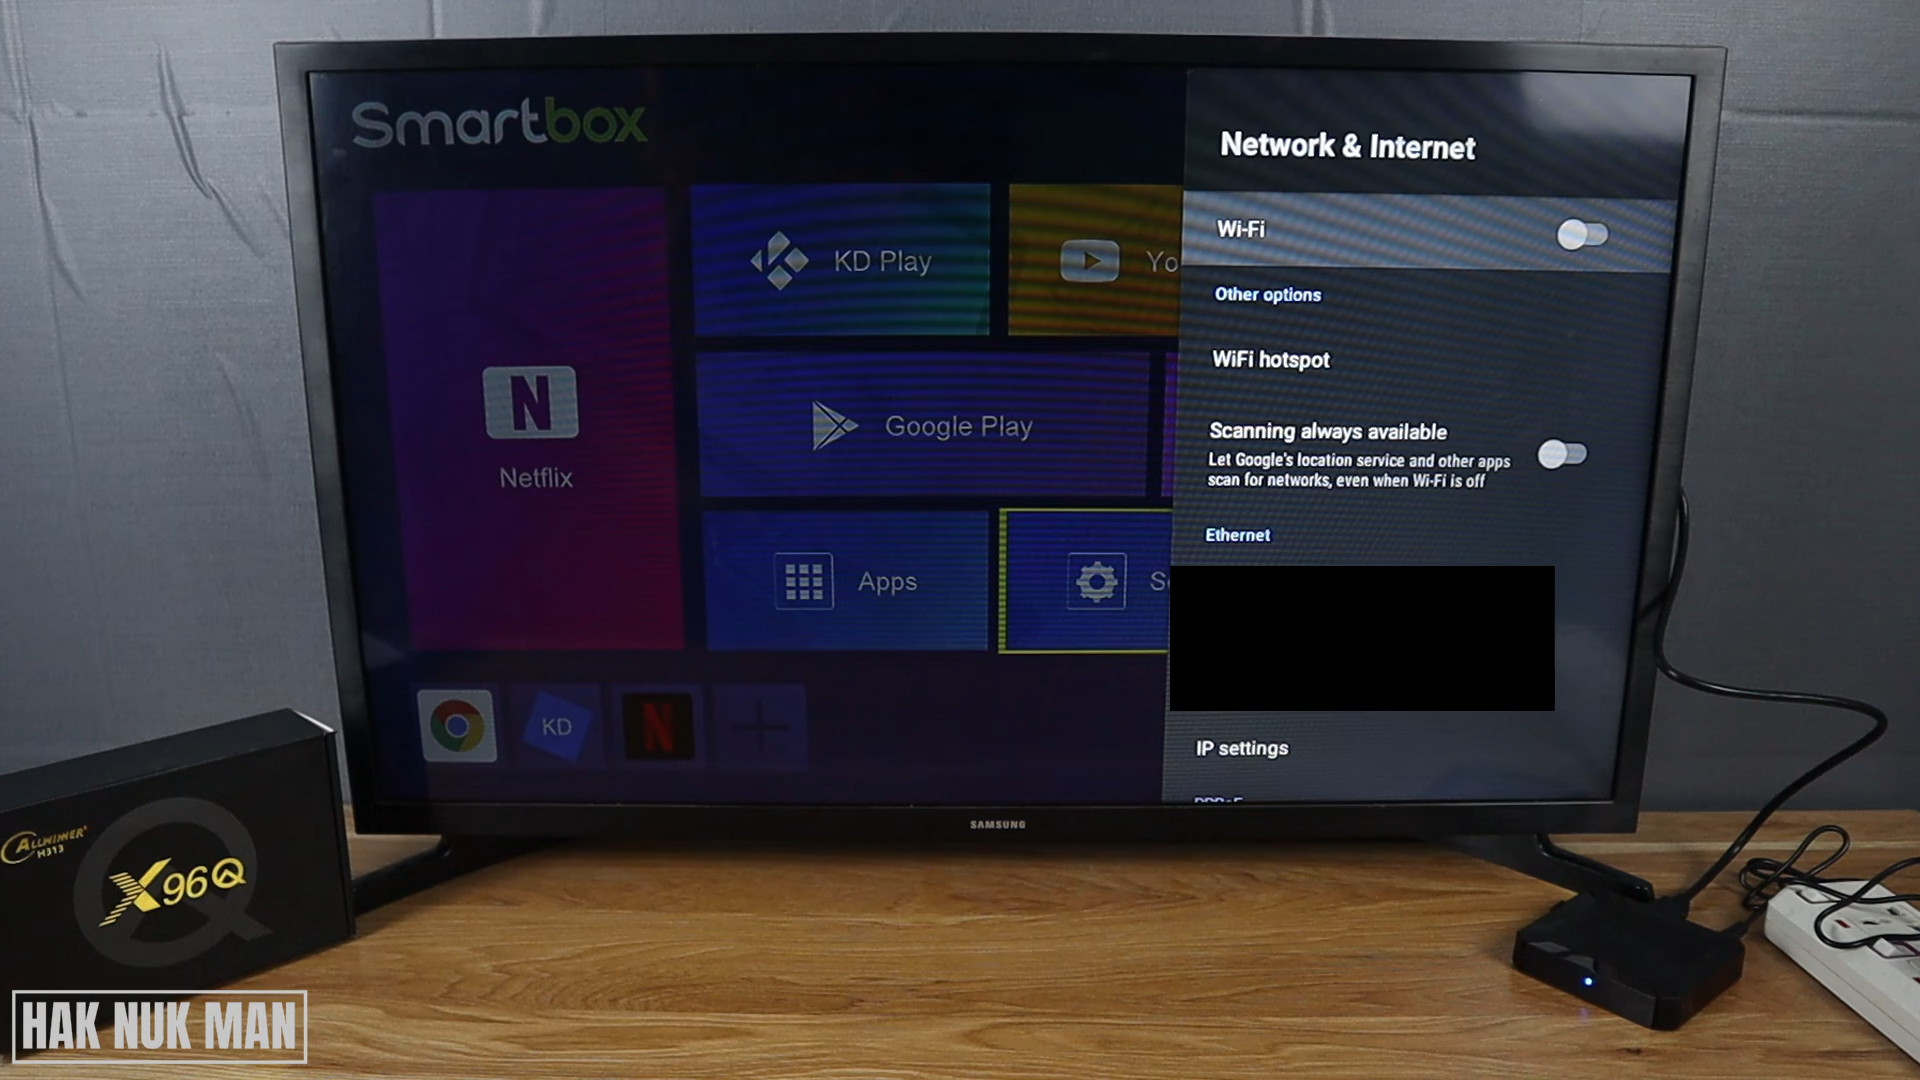 Smartbox
Network & Internet
Wi-Fi
KD Play
Yo
Other options
WiFi hotspot
Scanning always available
Let Google's location service and other apps
scan for networks, even when Wi-Fi is off
N
Netflix
Google Play
Ethernet
Apps
S
KD
N
IP settings
SAMSUNG
ALLWINNER
H313
X96Q
HAK NUK MAN